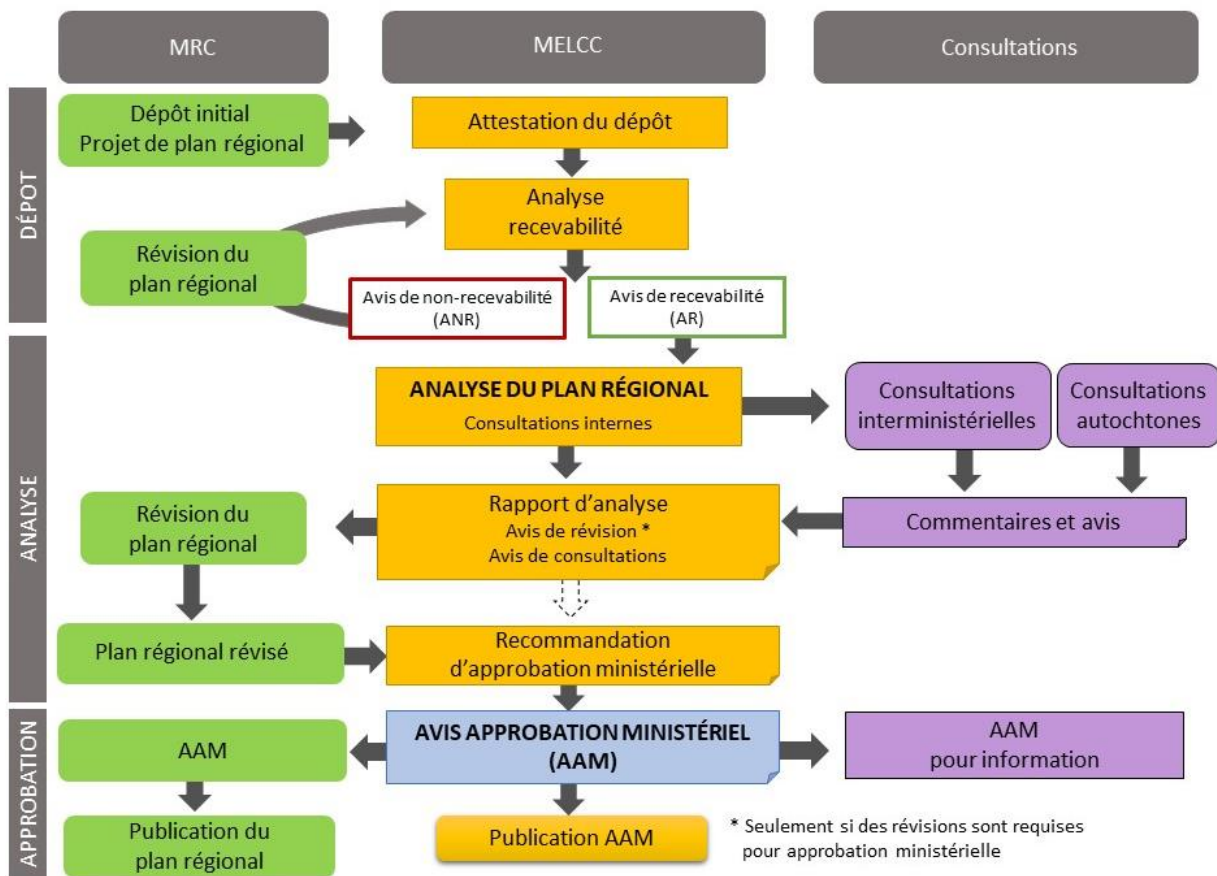 MRC
MELCC
Consultations
DÉPOT
Dépôt initial
Projet de plan régional
Attestation du dépôt
Analyse
recevabilité
Révision du
plan régional
Avis de non-recevabilité
(ANR)
Avis de recevabilité
(AR)
ANALYSE
ANALYSE DU PLAN RÉGIONAL
Consultations internes
Consultations
interministérielles
Consultations
autochtones
Révision du
plan régional
Rapport d'analyse
Avis de révision *
Avis de consultations
Commentaires et avis
Plan régional révisé
Recommandation
d'approbation ministérielle
APPROBATION
AAM
AVIS APPROBATION MINISTÉRIEL
(AAM)
AAM
pour information
Publication du
plan régional
Publication AAM
* Seulement si des révisions sont requises
pour approbation ministérielle